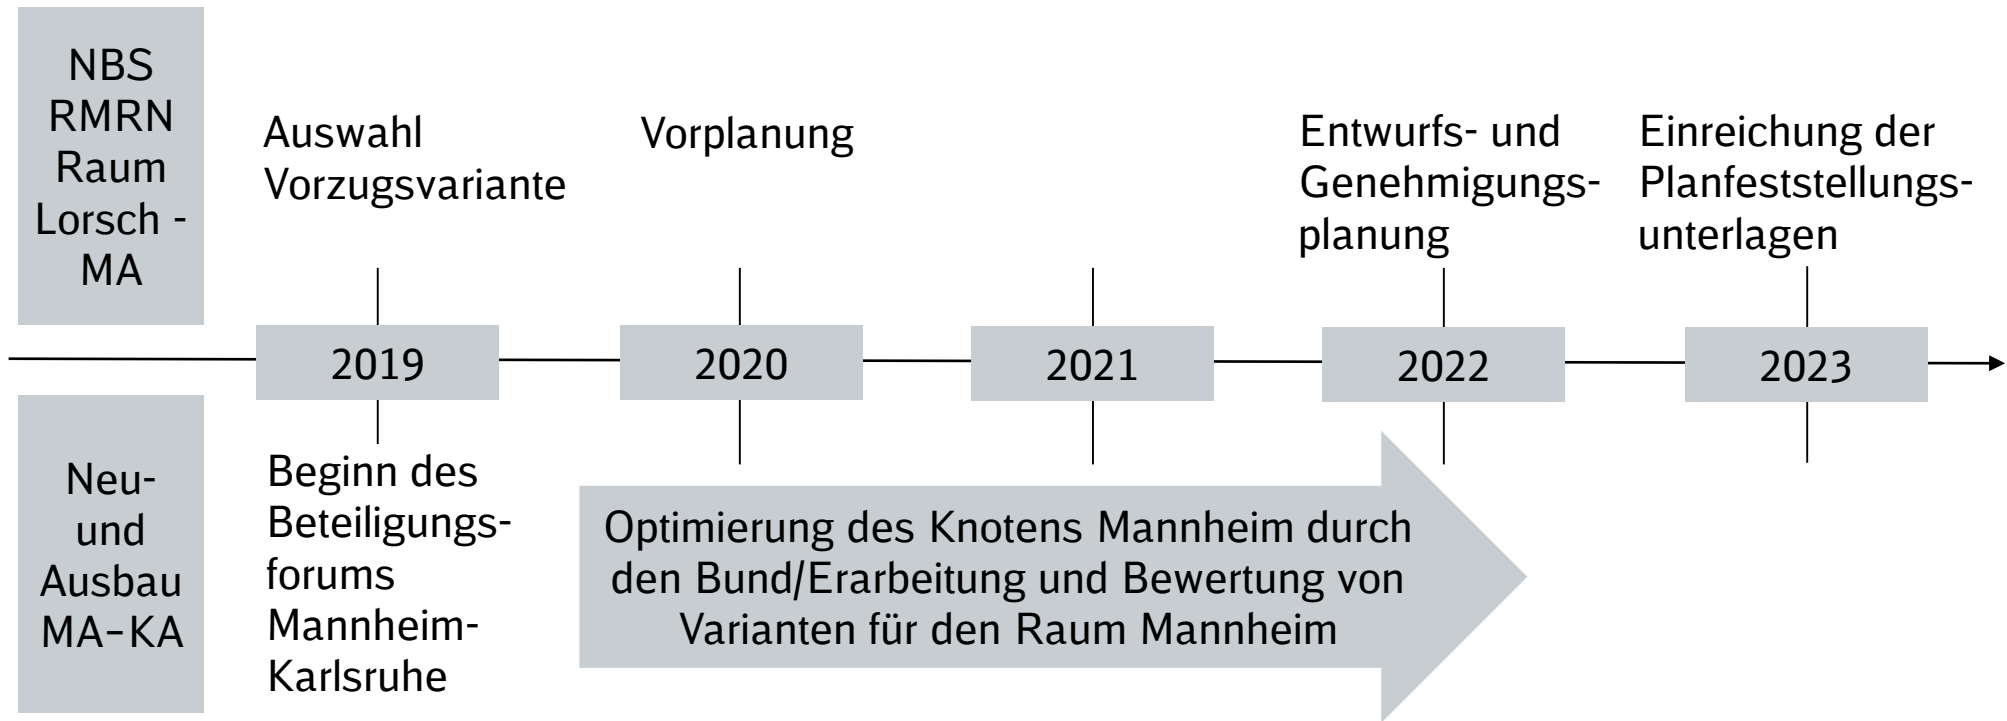 NBS
RMRN
Raum
Lorsch -
MA
Auswahl
Vorzugsvariante
Vorplanung
Entwurfs- und
Genehmigungs-
planung
Einreichung der
Planfeststellungs-
unterlagen
2019
2020
2021
2022
2023
Neu-
und
Ausbau
MA–KA
Beginn des
Beteiligungs-
forums
Mannheim-
Karlsruhe
Optimierung des Knotens Mannheim durch
den Bund/Erarbeitung und Bewertung von
Varianten für den Raum Mannheim